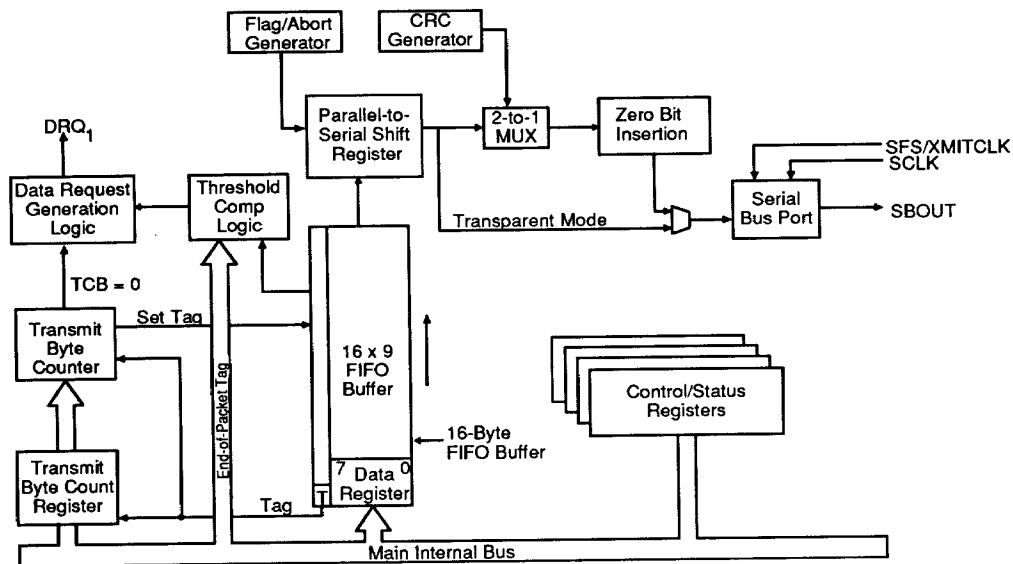 Flag/Abort
Generator
CRC
Generator
DRQ1
Parallel-to-
Serial Shift
Register
2-to-1
MUX
Zero Bit
Insertion
SFS/XMITCLK
SCLK
Data Request
Generation
Logic
Threshold
Comp
Logic
Serial
Bus Port
SBOUT
Transparent Mode
TCB = 0
Transmit
Byte
Counter
Set Tag
End-of-Packet Tag
16 x 9
FIFO
Buffer
Control/Status
Registers
16-Byte
FIFO Buffer
Transmit
Byte Count
Register
7 0
Data
Register
T
Tag
Main Internal Bus